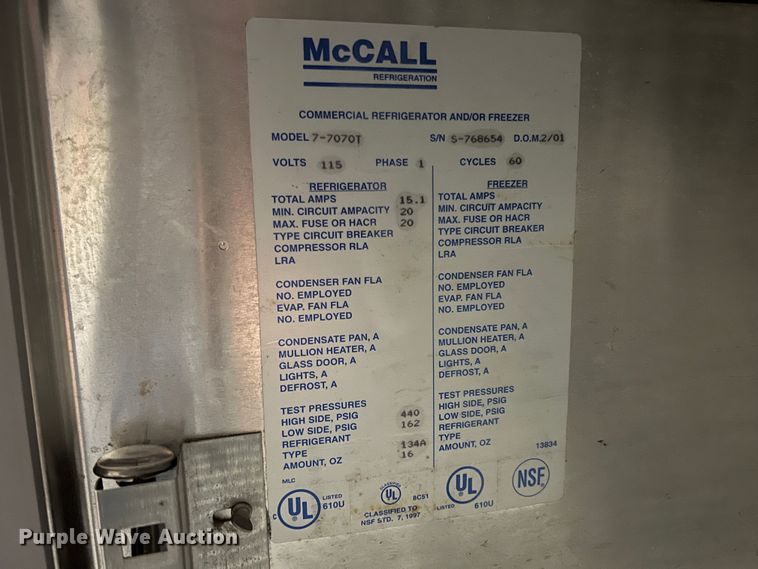 McCALL
REFRIGERATION
COMMERCIAL REFRIGERATOR AND/OR FREEZER
MODEL 7-7070T S/N S-768654 D.O.M. 2/01
VOLTS 115 PHASE 1 CYCLES 60
REFRIGERATOR
TOTAL AMPS 15.1
MIN. CIRCUIT AMPACITY 20
MAX. FUSE OR HACR 20
TYPE CIRCUIT BREAKER
COMPRESSOR RLA
LRA
CONDENSER FAN FLA
NO. EMPLOYED
EVAP. FAN FLA
NO. EMPLOYED
CONDENSATE PAN, A
MULLION HEATER, A
GLASS DOOR, A
LIGHTS, A
DEFROST, A
TEST PRESSURES
HIGH SIDE, PSIG 440
LOW SIDE, PSIG 162
REFRIGERANT
TYPE 134A
AMOUNT, OZ 16
FREEZER
TOTAL AMPS
MIN. CIRCUIT AMPACITY
MAX. FUSE OR HACR
TYPE CIRCUIT BREAKER
COMPRESSOR RLA
LRA
CONDENSER FAN FLA
NO. EMPLOYED
EVAP. FAN FLA
NO. EMPLOYED
CONDENSATE PAN, A
MULLION HEATER, A
GLASS DOOR, A
LIGHTS, A
DEFROST, A
TEST PRESSURES
HIGH SIDE, PSIG
LOW SIDE, PSIG
REFRIGERANT
TYPE
AMOUNT, OZ
13834
MLC
C UL LISTED 610U
UL 8C51
CLASSIFIED TO
NSF STD. 7, 1997
LISTED UL 610U
NSF
Purple Wave Auction